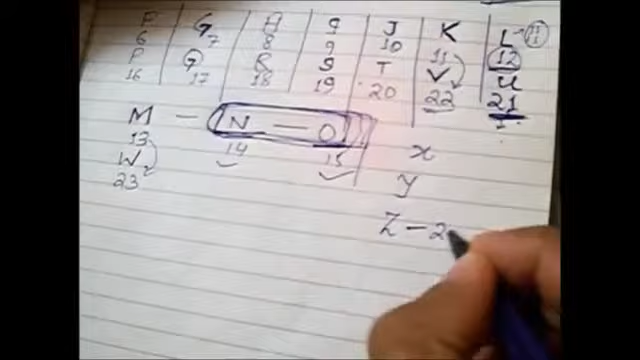 F G H I J K L 11
6 7 8 9 10 11 12
P Q R S T V U
16 17 18 19 20 22 21
M — N — O
13 14 15 x
W y
23
Z - 2